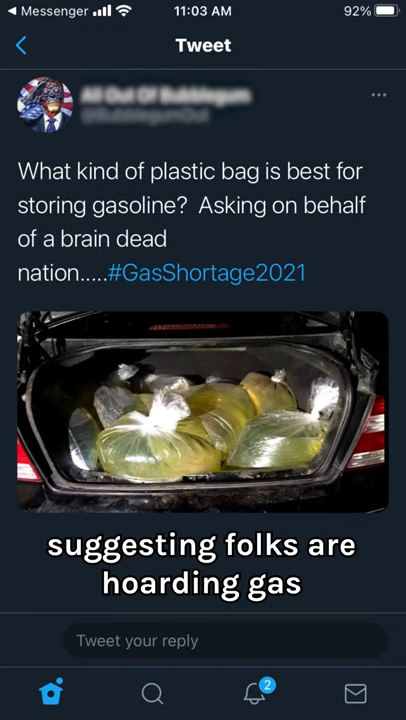 Messenger
11:03 AM
92%
Tweet
What kind of plastic bag is best for
storing gasoline? Asking on behalf
of a brain dead
nation.....#GasShortage2021
suggesting folks are
hoarding gas
Tweet your reply
2